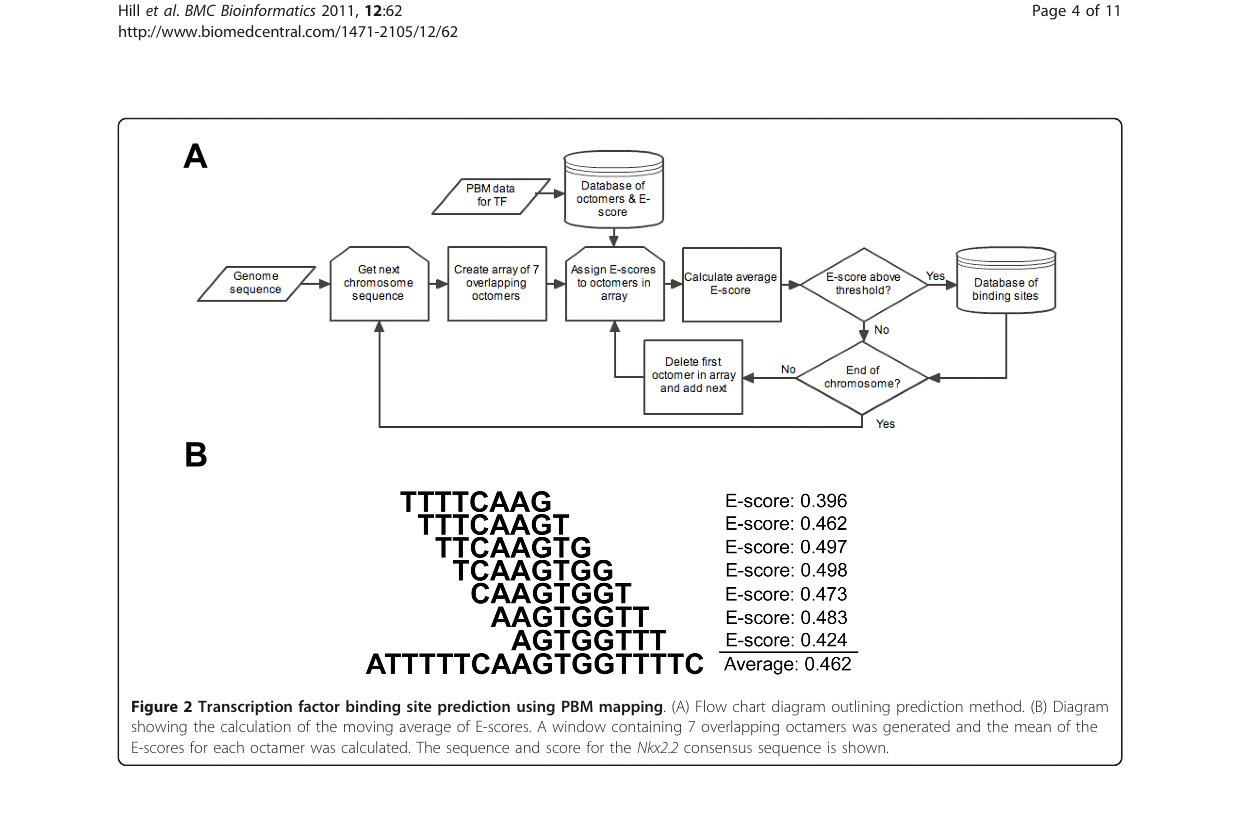 Hill et al. BMC Bioinformatics 2011, 12:62
http://www.biomedcentral.com/1471-2105/12/62
Page 4 of 11
A
PBM data
for TF
Database of
octomers & E-
score
Genome
sequence
Get next
chromosome
sequence
Create array of 7
overlapping
octomers
Assign E-scores
to octomers in
array
Calculate average
E-score
E-score above
threshold?
Yes
Database of
binding sites
No
Delete first
octomer in array
and add next
No
End of
chromosome?
Yes
B
TTTTCAAG E-score: 0.396
TTTCAAGT E-score: 0.462
TTCAAGTG E-score: 0.497
TCAAGTGG E-score: 0.498
CAAGTGGT E-score: 0.473
AAGTGGTT E-score: 0.483
AGTGGTTT E-score: 0.424
ATTTTTCAAGTGGTTTTC Average: 0.462
Figure 2 Transcription factor binding site prediction using PBM mapping. (A) Flow chart diagram outlining prediction method. (B) Diagram
showing the calculation of the moving average of E-scores. A window containing 7 overlapping octamers was generated and the mean of the
E-scores for each octamer was calculated. The sequence and score for the Nkx2.2 consensus sequence is shown.